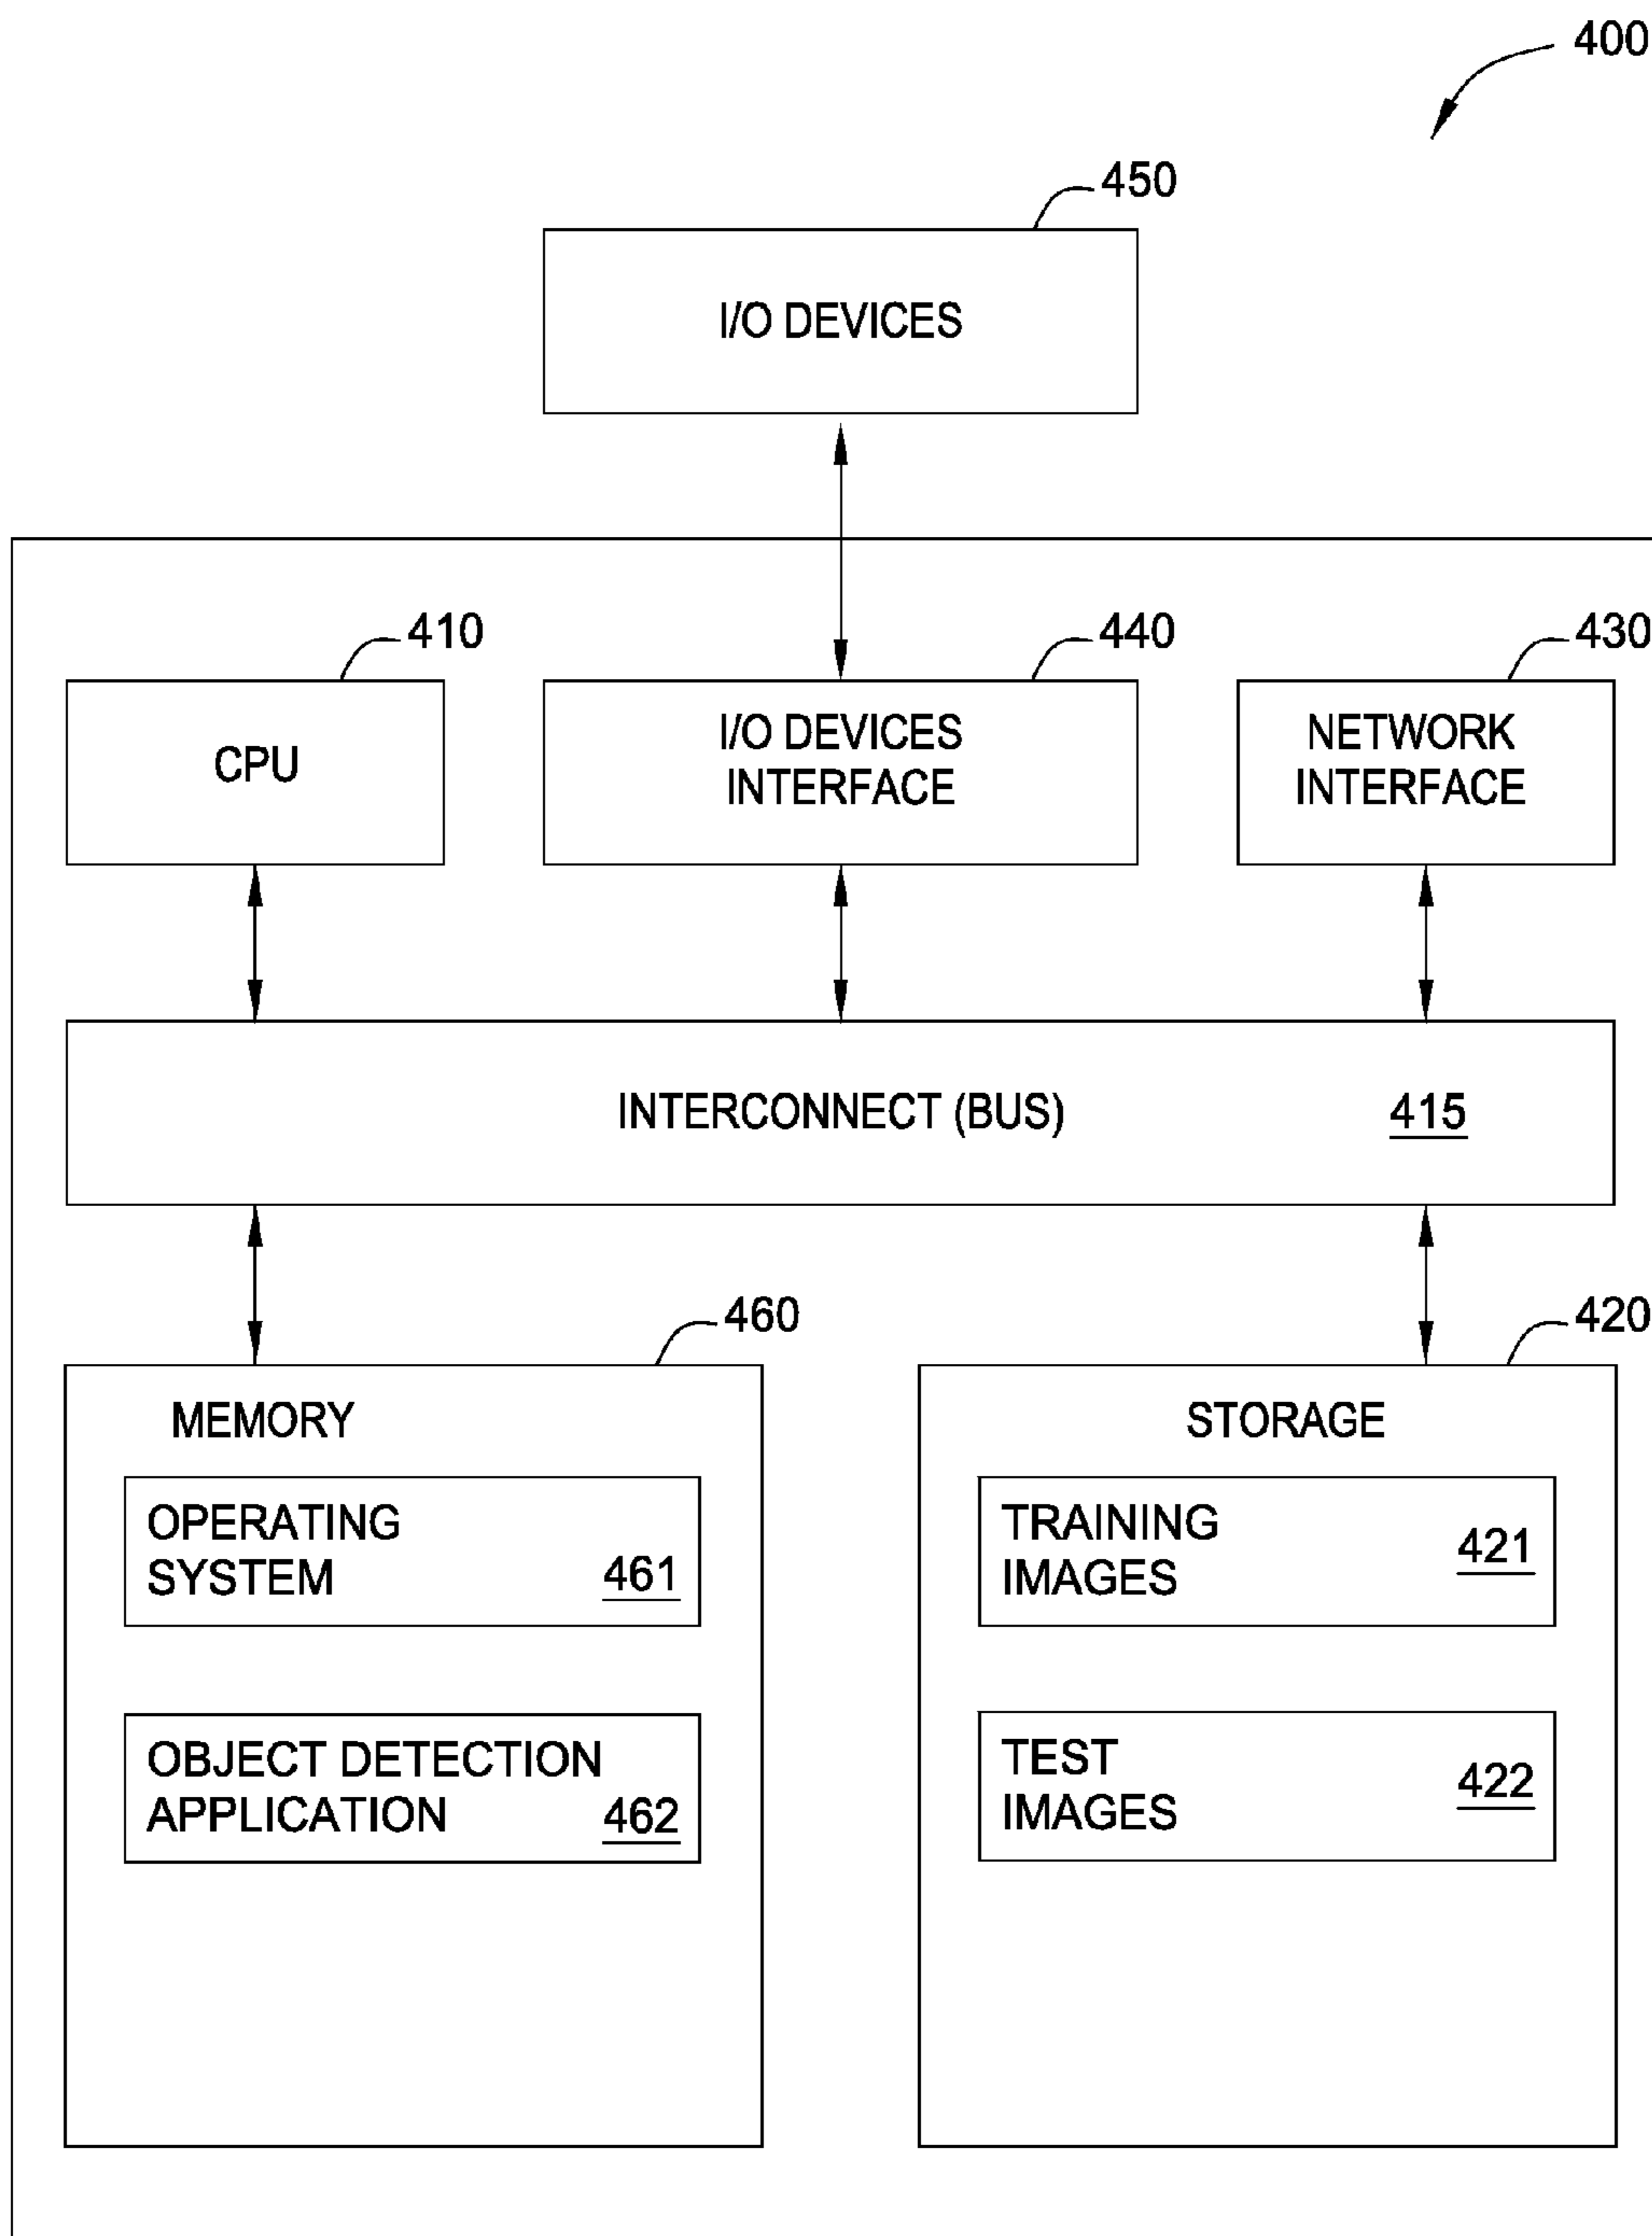 400
450
I/O DEVICES
410
440
430
CPU
I/O DEVICES
INTERFACE
NETWORK
INTERFACE
INTERCONNECT (BUS)
415
460
420
MEMORY
OPERATING
SYSTEM
461
OBJECT DETECTION
APPLICATION
462
STORAGE
TRAINING
IMAGES
421
TEST
IMAGES
422